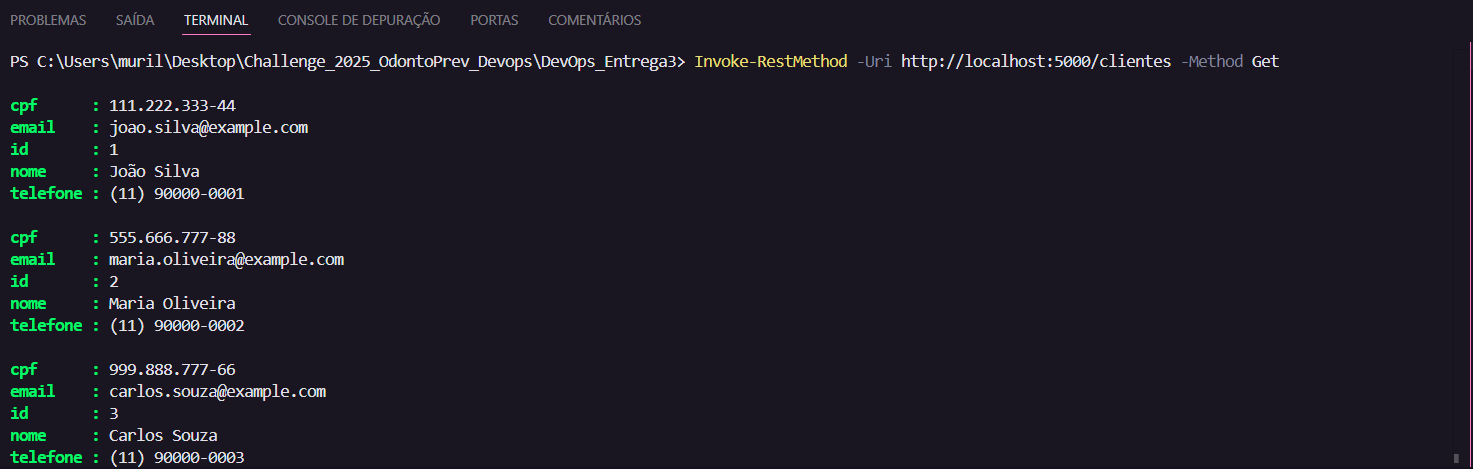 PROBLEMAS SAÍDA TERMINAL CONSOLE DE DEPURAÇÃO PORTAS COMENTÁRIOS
PS C:\Users\muril\Desktop\Challenge_2025_OdontoPrev_Devops\DevOps_Entrega3> Invoke-RestMethod -Uri http://localhost:5000/clientes -Method Get
cpf : 111.222.333-44
email : joao.silva@example.com
id : 1
nome : João Silva
telefone : (11) 90000-0001
cpf : 555.666.777-88
email : maria.oliveira@example.com
id : 2
nome : Maria Oliveira
telefone : (11) 90000-0002
cpf : 999.888.777-66
email : carlos.souza@example.com
id : 3
nome : Carlos Souza
telefone : (11) 90000-0003